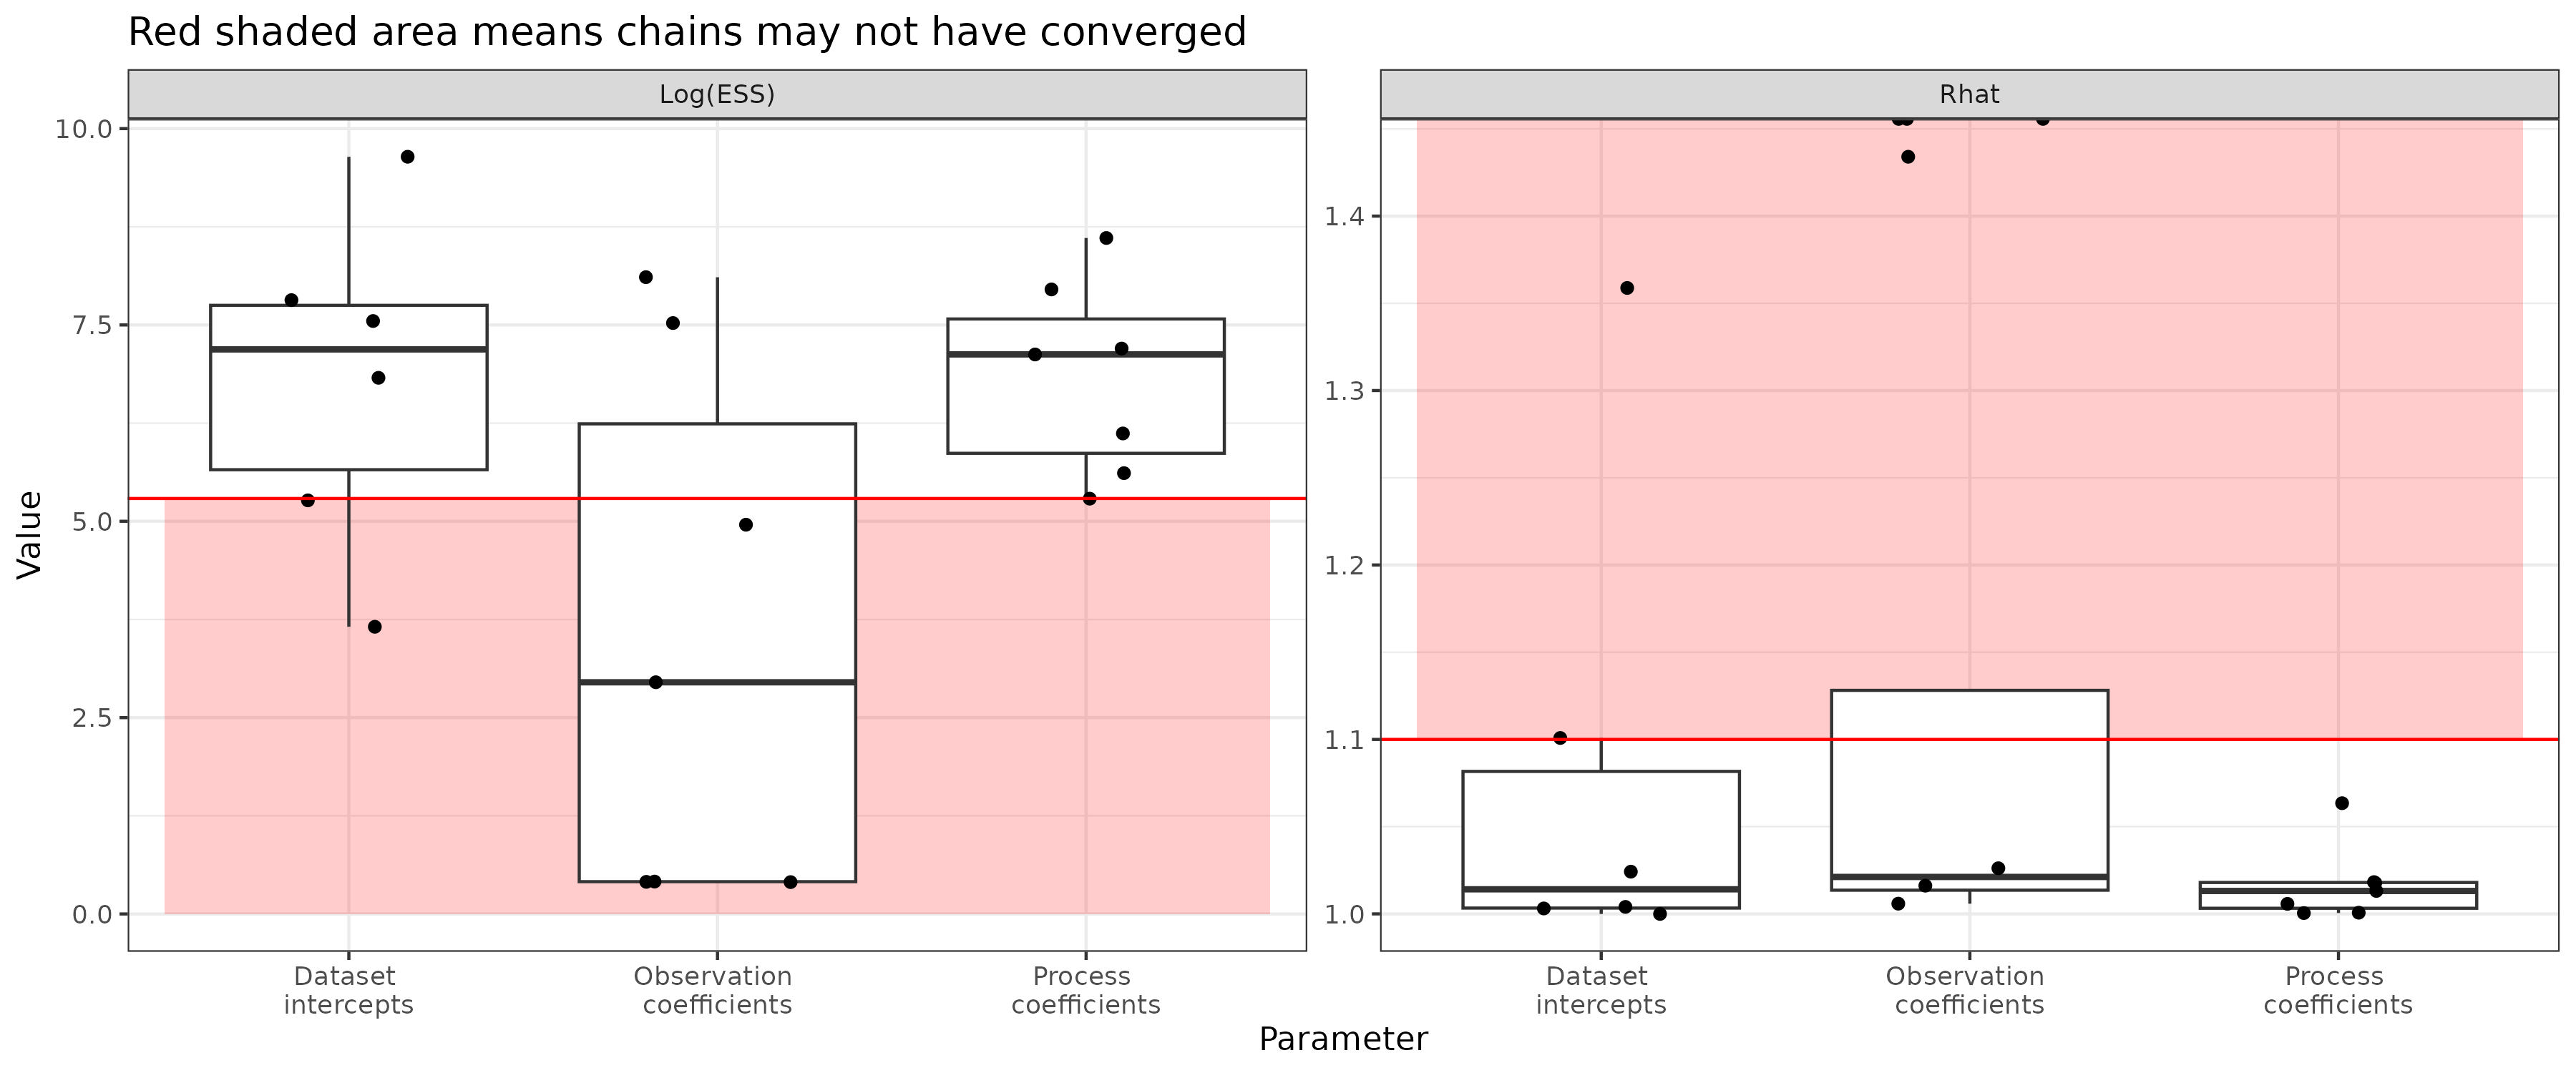 Red shaded area means chains may not have converged
Log(ESS)
Rhat
Value
10.0
7.5
5.0
2.5
0.0
1.4
1.3
1.2
1.1
1.0
Dataset
intercepts
Observation
coefficients
Process
coefficients
Dataset
intercepts
Observation
coefficients
Process
coefficients
Parameter